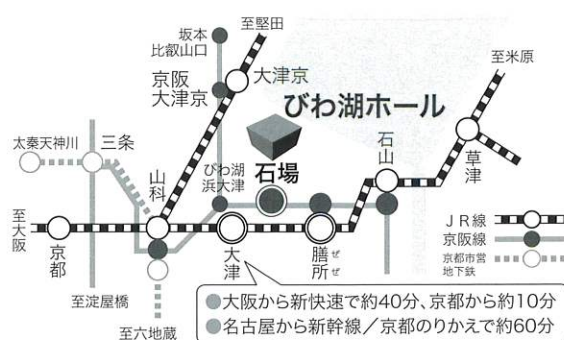 至堅田
坂本
比叡山口
京阪
大津京
大津京
至米原
びわ湖ホール
太秦天神川
三条
山科
びわ湖
浜大津
石場
石山
草津
至大阪
京都
大津
膳所
ぜぜ
JR線
京阪線
京都市営
地下鉄
至淀屋橋
至六地蔵
●大阪から新快速で約40分、京都から約10分
●名古屋から新幹線/京都のりかえで約60分